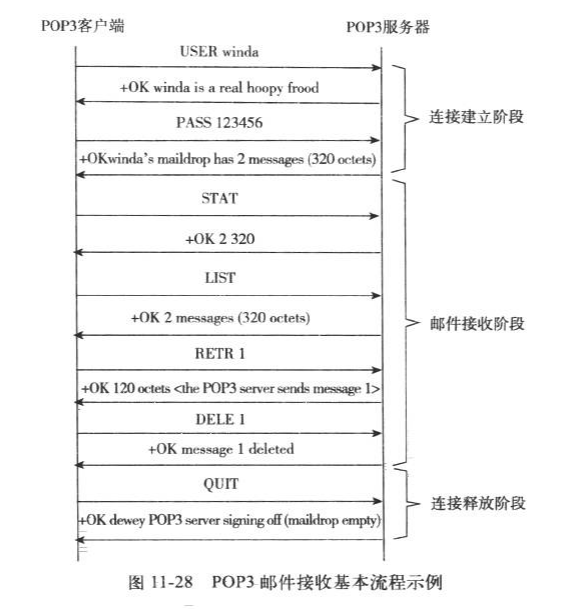 POP3客户端 POP3服务器
USER winda
+OK winda is a real hoopy frood
PASS 123456
连接建立阶段
+OKwinda's maildrop has 2 messages (320 octets)
STAT
+OK 2 320
LIST
+OK 2 messages (320 octets)
邮件接收阶段
RETR 1
+OK 120 octets <the POP3 server sends message 1>
DELE 1
+OK message 1 deleted
QUIT
连接释放阶段
+OK dewey POP3 server signing off (maildrop empty)
图 11-28 POP3 邮件接收基本流程示例